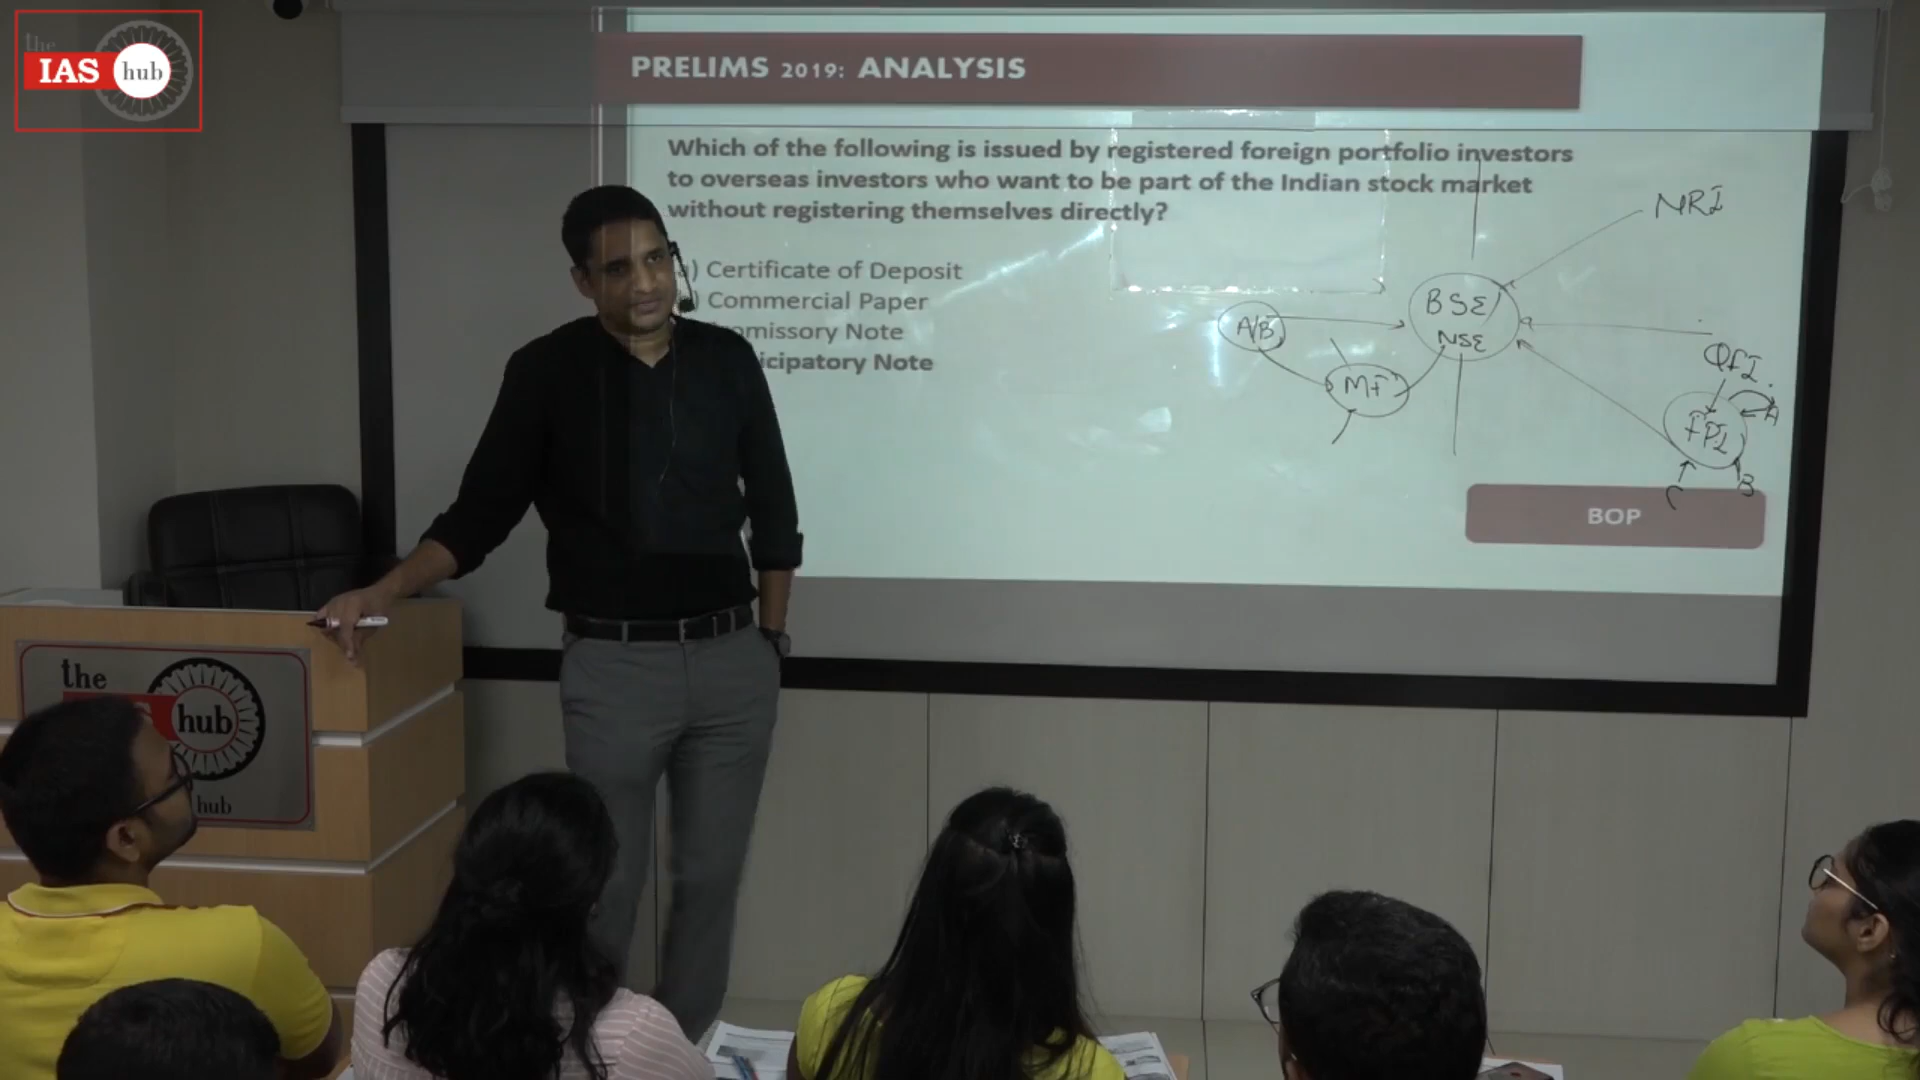 the
IAS hub
PRELIMS 2019: ANALYSIS
Which of the following is issued by registered foreign portfolio investors
to overseas investors who want to be part of the Indian stock market
without registering themselves directly?
a) Certificate of Deposit
) Commercial Paper
omissory Note
icipatory Note
NRI
BSE/
NSE
A/B
MF
QFI
FPI
A
B
C
BOP
the
hub
hub